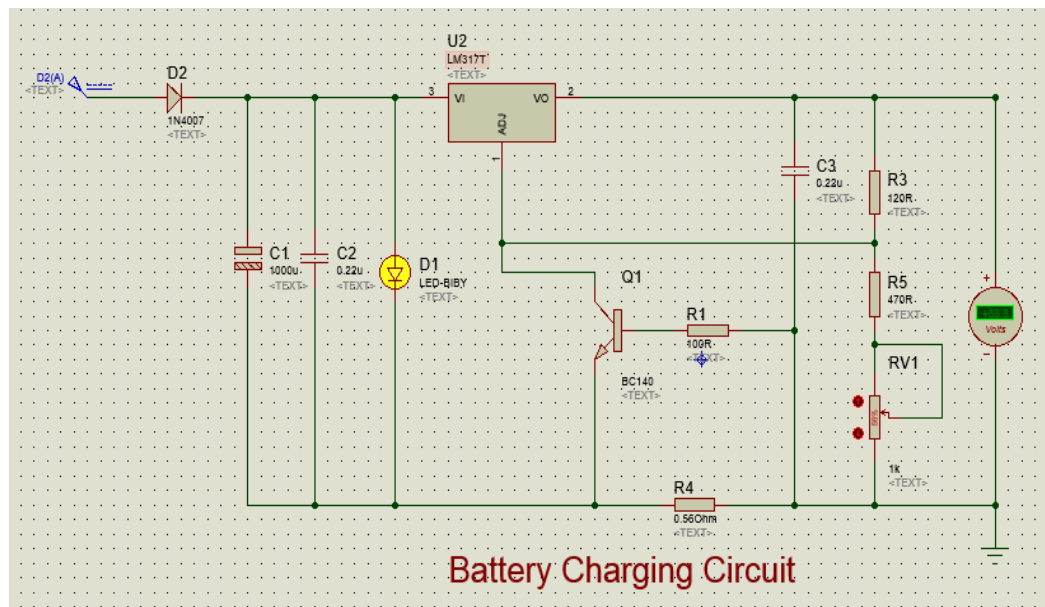 U2
LM317T
<TEXT>
D2(A)
<TEXT>
D2
1N4007
<TEXT>
3
VI
VO
2
ADJ
1
C3
0.22u
<TEXT>
R3
120R
<TEXT>
C1
1000u
<TEXT>
C2
0.22u
<TEXT>
D1
LED-BIBY
<TEXT>
Q1
BC140
<TEXT>
R1
100R
<TEXT>
R5
470R
<TEXT>
+
Volts
-
RV1
56%
1k
<TEXT>
R4
0.56Ohm
<TEXT>
Battery Charging Circuit